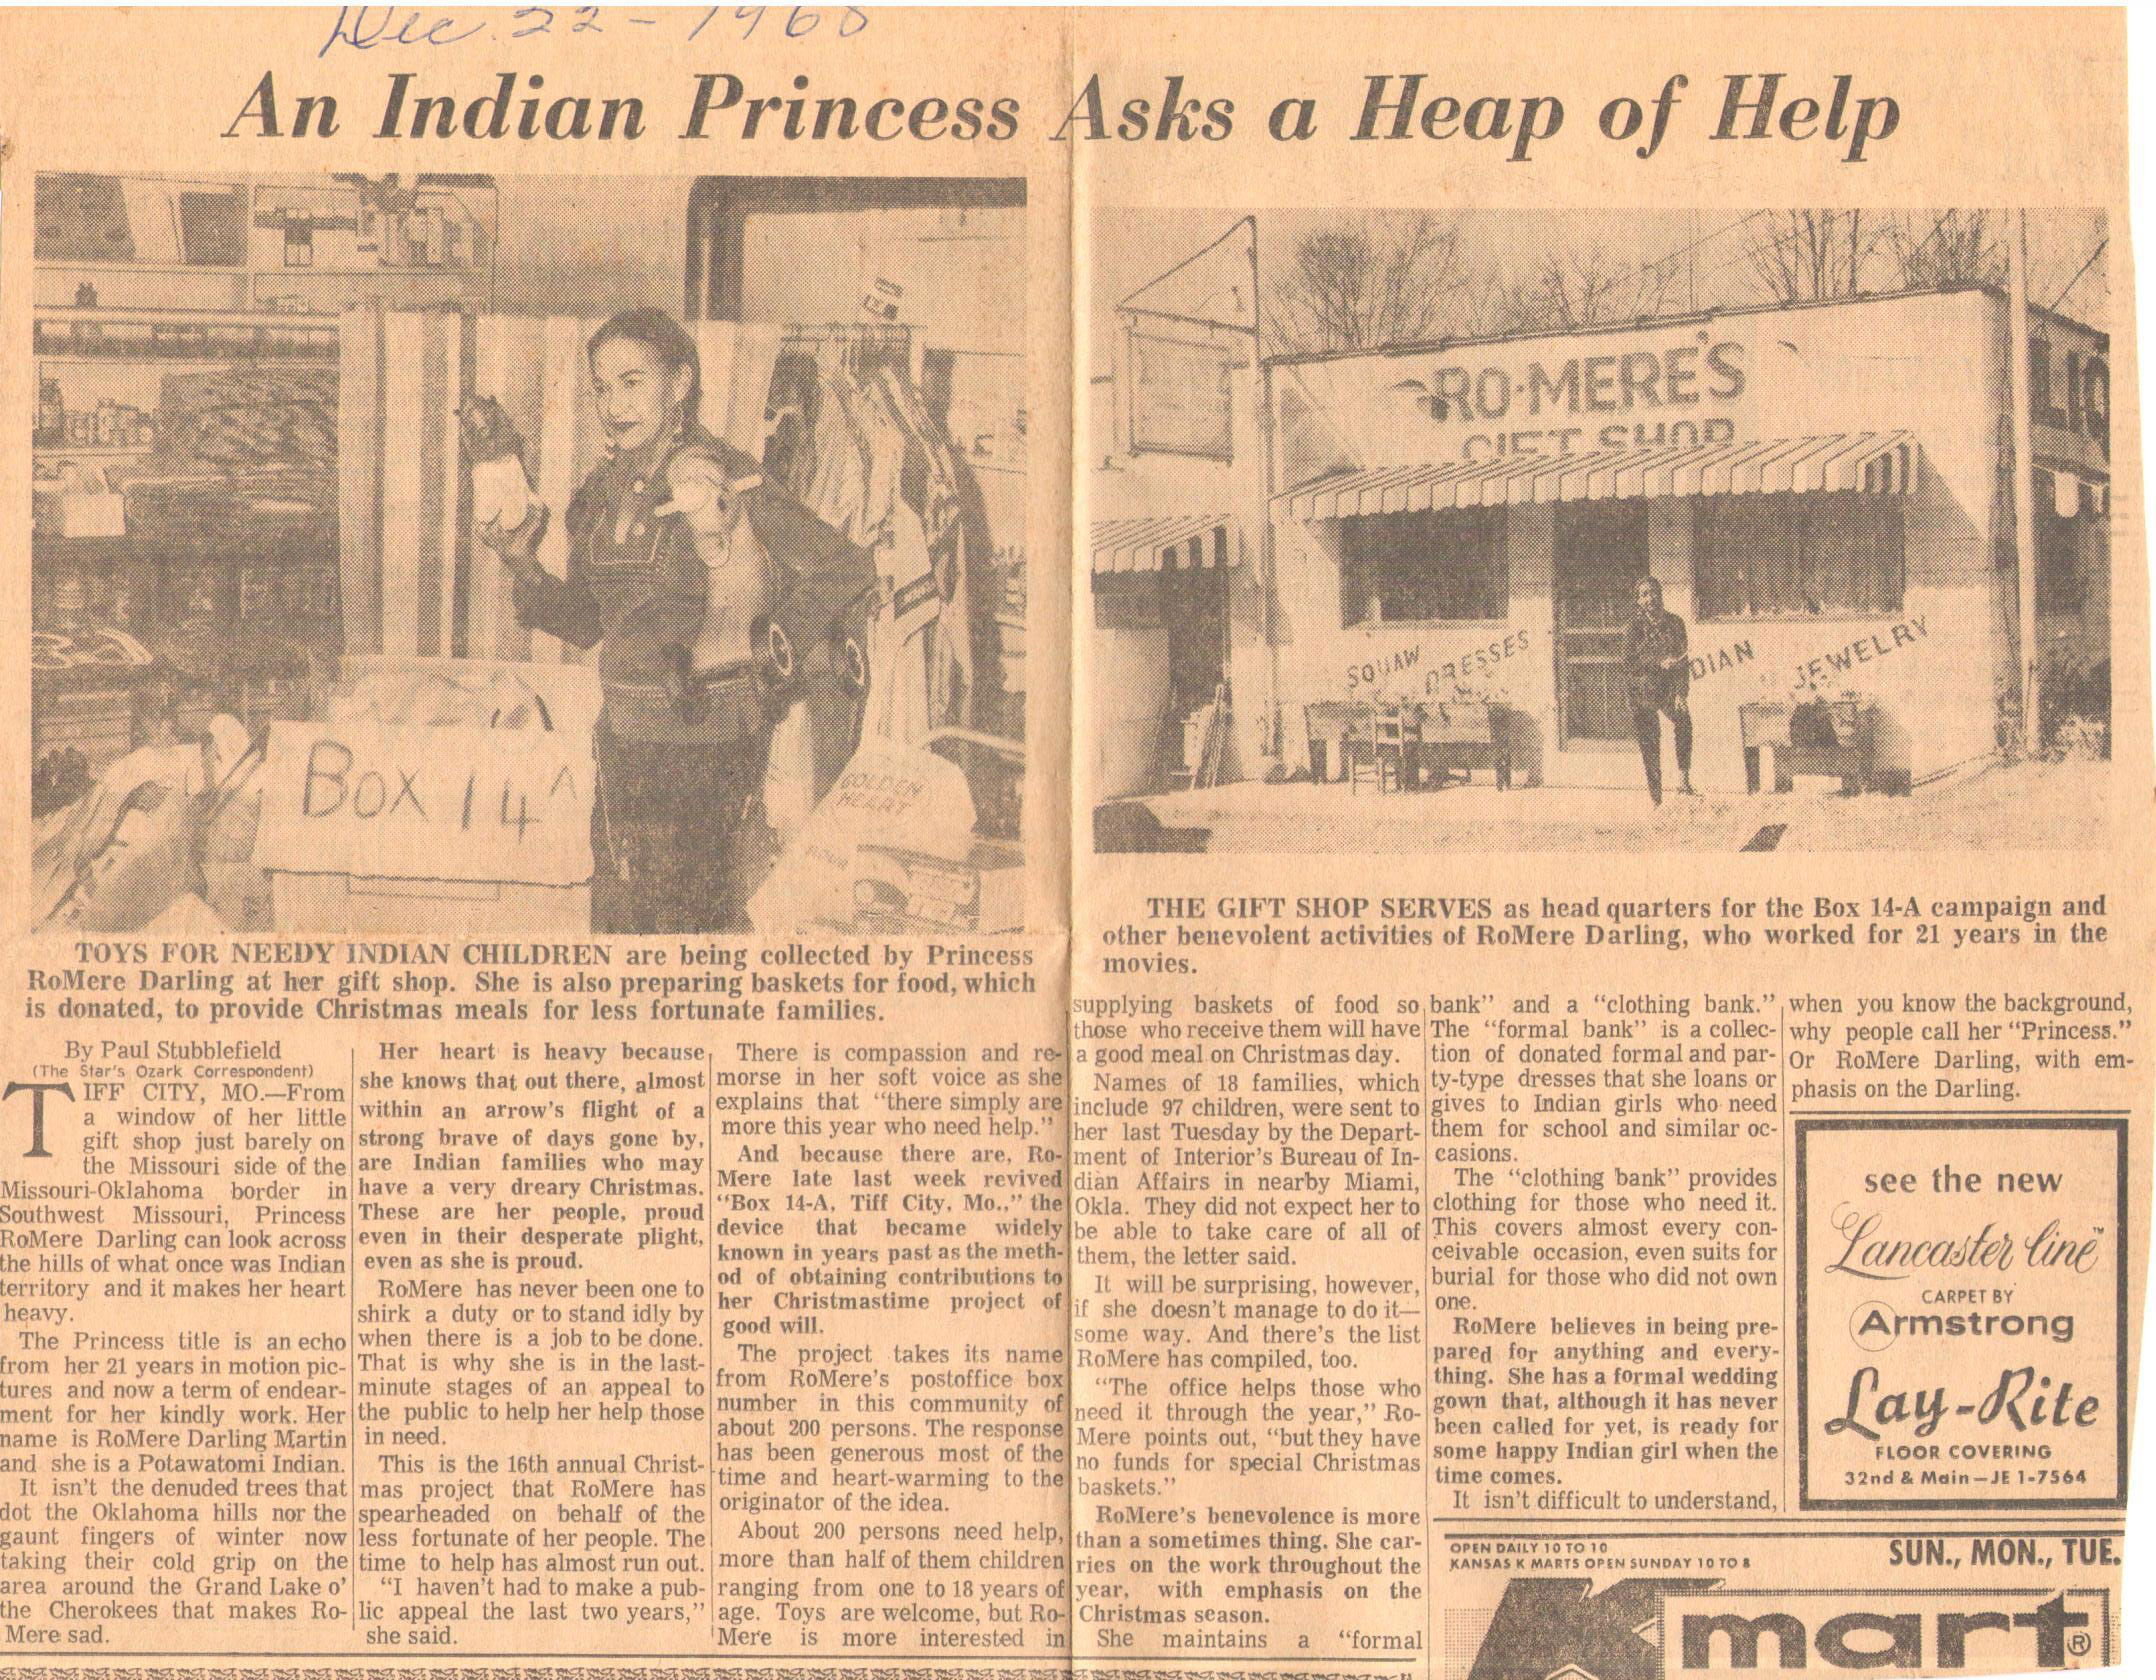 Dec. 22 - 1968
An Indian Princess Asks a Heap of Help
BOX 14 A
GOLDEN
HEART
FLOUR
RO-MERE'S
GIFT SHOP
SQUAW
DRESSES
DIAN
JEWELRY
TOYS FOR NEEDY INDIAN CHILDREN are being collected by Princess
RoMere Darling at her gift shop. She is also preparing baskets for food, which
is donated, to provide Christmas meals for less fortunate families.
THE GIFT SHOP SERVES as head quarters for the Box 14-A campaign and
other benevolent activities of RoMere Darling, who worked for 21 years in the
movies.
By Paul Stubblefield
(The Star's Ozark Correspondent)
TIFF CITY, MO.—From
a window of her little
gift shop just barely on
the Missouri side of the
Missouri-Oklahoma border in
Southwest Missouri, Princess
RoMere Darling can look across
the hills of what once was Indian
territory and it makes her heart
heavy.
The Princess title is an echo
from her 21 years in motion pic-
tures and now a term of endear-
ment for her kindly work. Her
name is RoMere Darling Martin
and she is a Potawatomi Indian.
It isn't the denuded trees that
dot the Oklahoma hills nor the
gaunt fingers of winter now
taking their cold grip on the
area around the Grand Lake o'
the Cherokees that makes Ro-
Mere sad.
Her heart is heavy because
she knows that out there, almost
within an arrow's flight of a
strong brave of days gone by,
are Indian families who may
have a very dreary Christmas.
These are her people, proud
even in their desperate plight,
even as she is proud.
RoMere has never been one to
shirk a duty or to stand idly by
when there is a job to be done.
That is why she is in the last-
minute stages of an appeal to
the public to help her help those
in need.
This is the 16th annual Christ-
mas project that RoMere has
spearheaded on behalf of the
less fortunate of her people. The
time to help has almost run out.
"I haven't had to make a pub-
lic appeal the last two years,"
she said.
There is compassion and re-
morse in her soft voice as she
explains that "there simply are
more this year who need help."
And because there are, Ro-
Mere late last week revived
"Box 14-A, Tiff City, Mo.," the
device that became widely
known in years past as the meth-
od of obtaining contributions to
her Christmastime project of
good will.
The project takes its name
from RoMere's postoffice box
number in this community of
about 200 persons. The response
has been generous most of the
time and heart-warming to the
originator of the idea.
About 200 persons need help,
more than half of them children
ranging from one to 18 years of
age. Toys are welcome, but Ro-
Mere is more interested in
supplying baskets of food so
those who receive them will have
a good meal on Christmas day.
Names of 18 families, which
include 97 children, were sent to
her last Tuesday by the Depart-
ment of Interior's Bureau of In-
dian Affairs in nearby Miami,
Okla. They did not expect her to
be able to take care of all of
them, the letter said.
It will be surprising, however,
if she doesn't manage to do it—
some way. And there's the list
RoMere has compiled, too.
"The office helps those who
need it through the year," Ro-
Mere points out, "but they have
no funds for special Christmas
baskets."
RoMere's benevolence is more
than a sometimes thing. She car-
ries on the work throughout the
year, with emphasis on the
Christmas season.
She maintains a "formal
bank" and a "clothing bank."
The "formal bank" is a collec-
tion of donated formal and par-
ty-type dresses that she loans or
gives to Indian girls who need
them for school and similar oc-
casions.
The "clothing bank" provides
clothing for those who need it.
This covers almost every con-
ceivable occasion, even suits for
burial for those who did not own
one.
RoMere believes in being pre-
pared for anything and every-
thing. She has a formal wedding
gown that, although it has never
been called for yet, is ready for
some happy Indian girl when the
time comes.
It isn't difficult to understand,
when you know the background,
why people call her "Princess."
Or RoMere Darling, with em-
phasis on the Darling.
see the new
Lancaster line™
CARPET BY
Armstrong
Lay-Rite
FLOOR COVERING
32nd & Main—JE 1-7564
OPEN DAILY 10 TO 10
KANSAS K MARTS OPEN SUNDAY 10 TO 8
SUN., MON., TUE.
K mart®